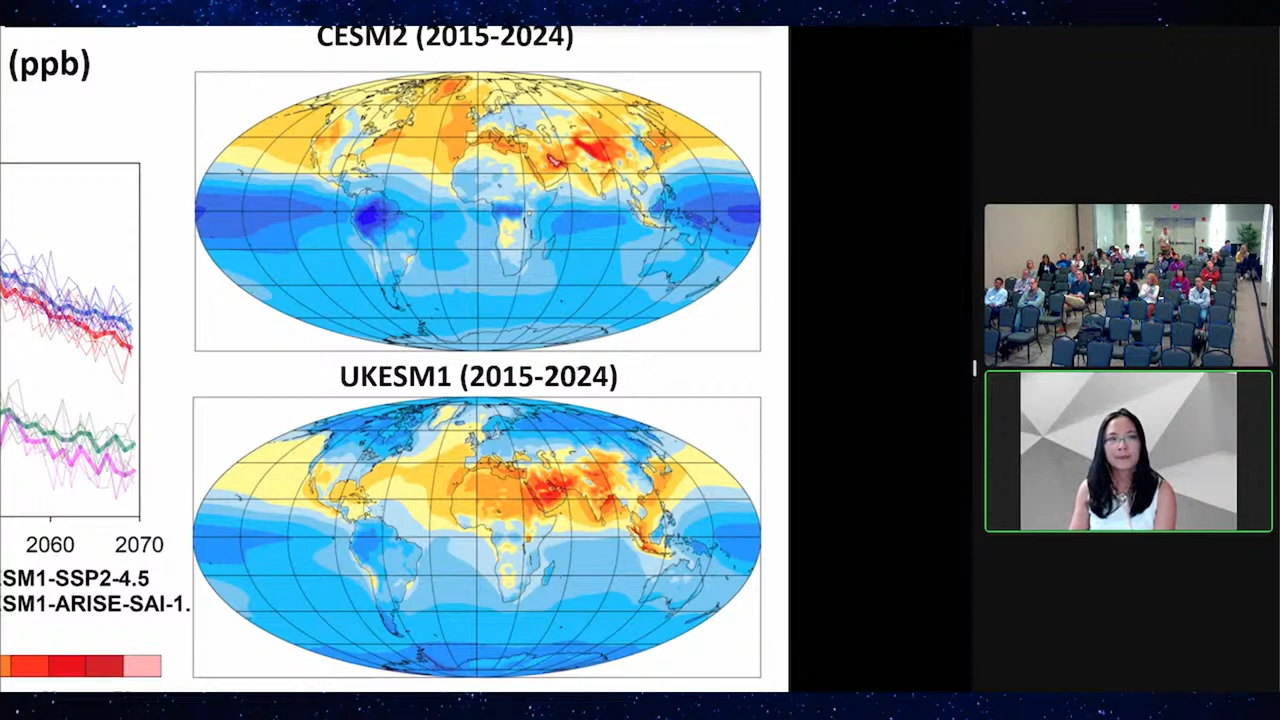 CESM2 (2015-2024)
(ppb)
UKESM1 (2015-2024)
2060 2070
SM1-SSP2-4.5
SM1-ARISE-SAI-1.